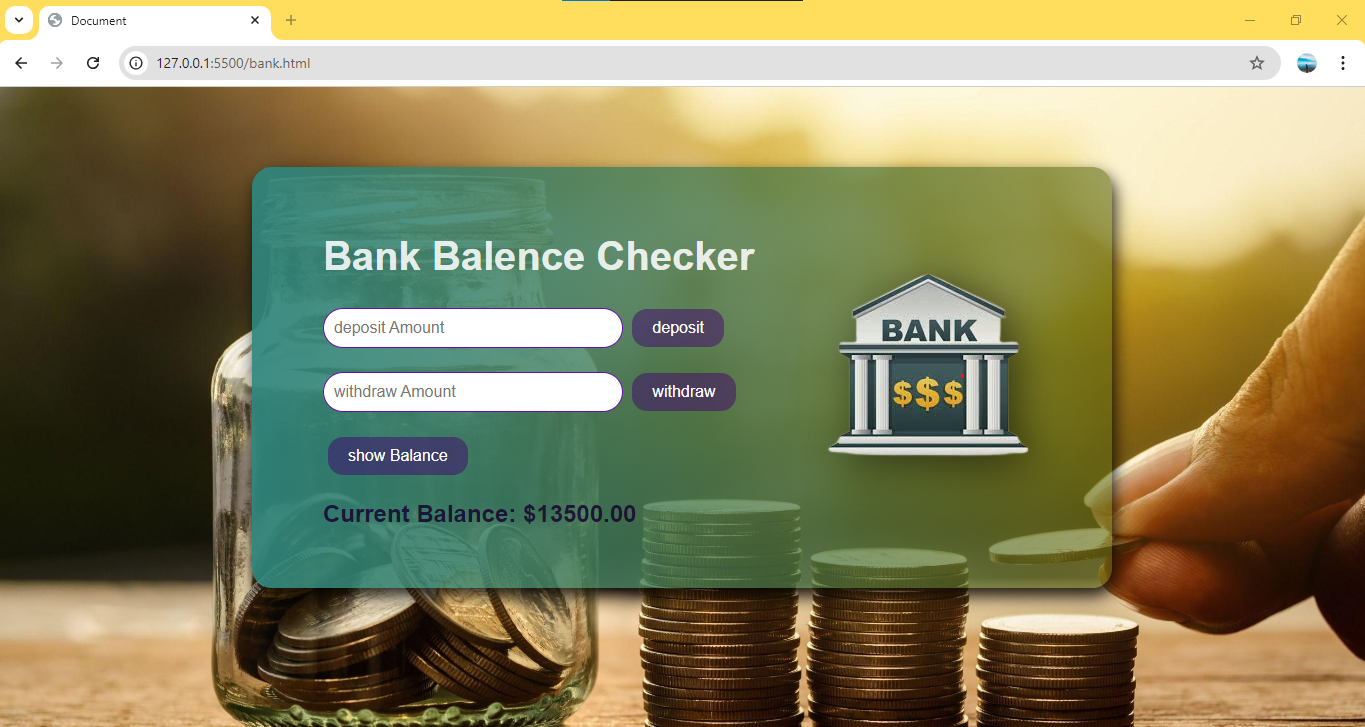 Document
127.0.0.1:5500/bank.html
Bank Balence Checker
deposit Amount
deposit
withdraw Amount
withdraw
show Balance
Current Balance: $13500.00
BANK
$$$